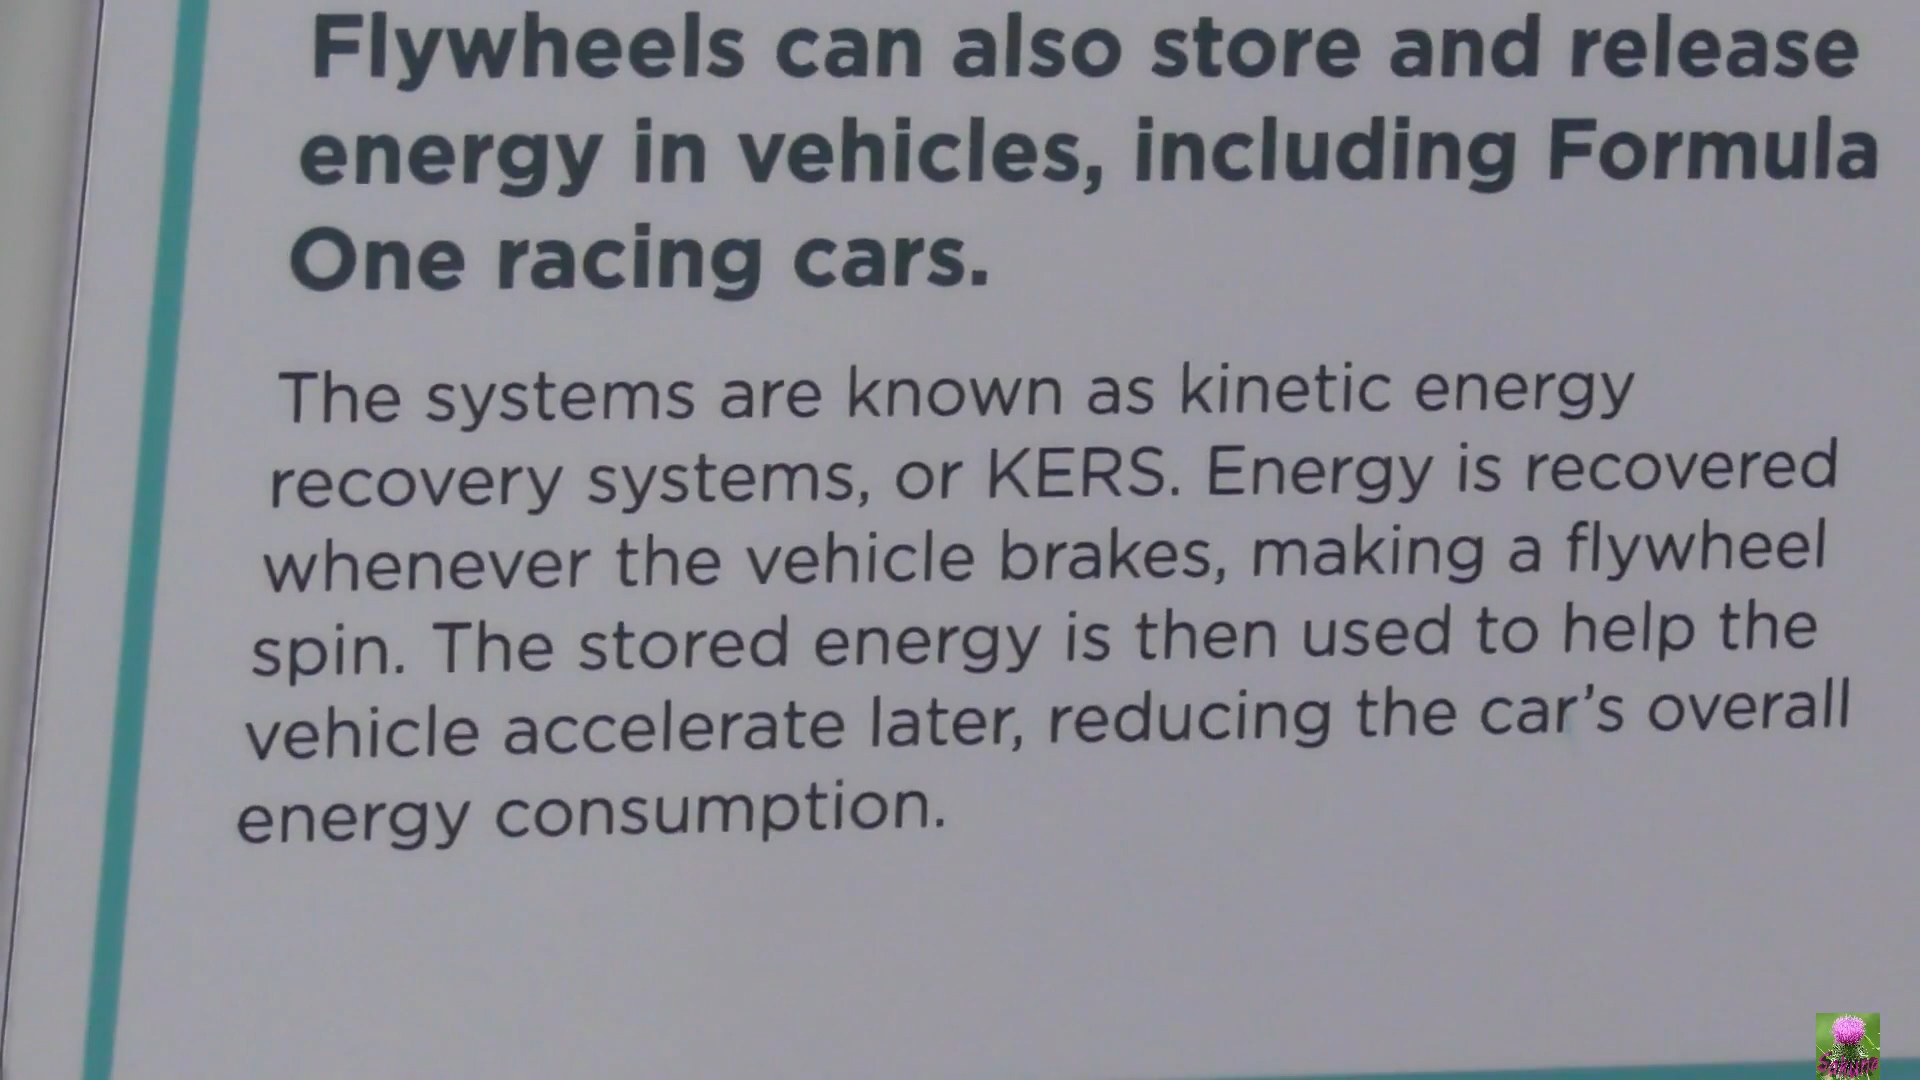 Flywheels can also store and release
energy in vehicles, including Formula
One racing cars.
The systems are known as kinetic energy
recovery systems, or KERS. Energy is recovered
whenever the vehicle brakes, making a flywheel
spin. The stored energy is then used to help the
vehicle accelerate later, reducing the car’s overall
energy consumption.